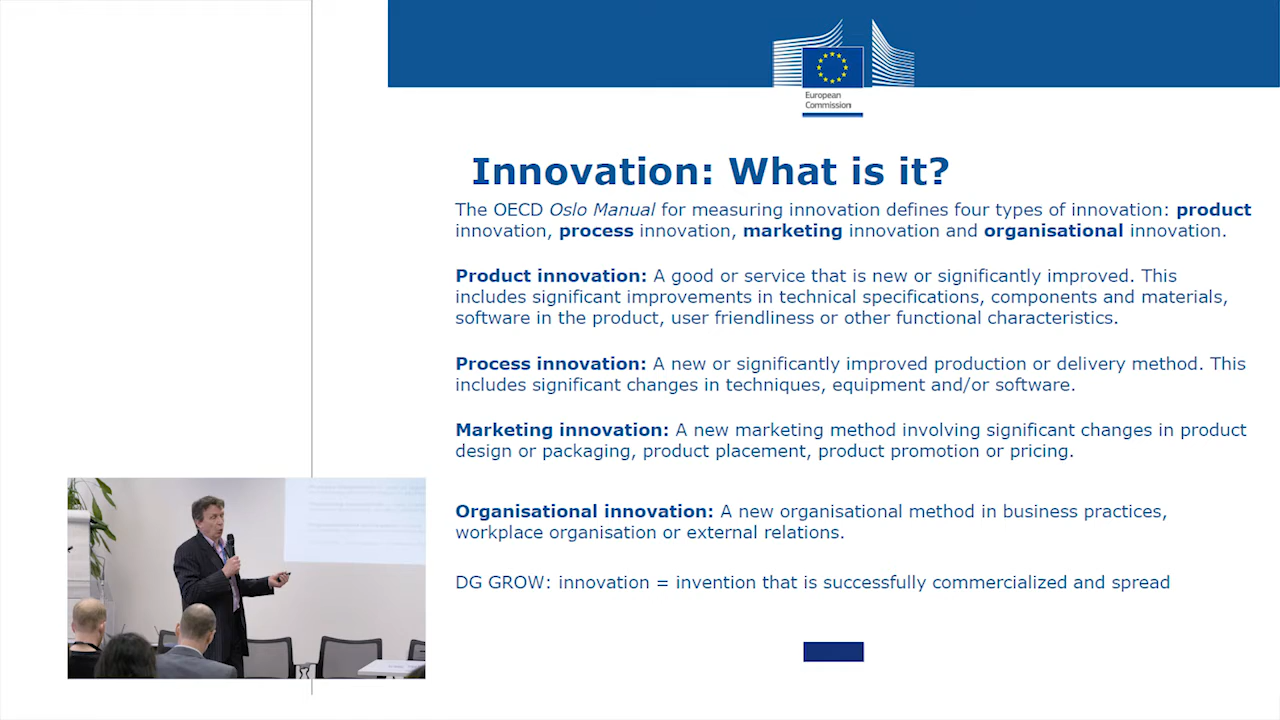 European
Commission
Innovation: What is it?
The OECD Oslo Manual for measuring innovation defines four types of innovation: product
innovation, process innovation, marketing innovation and organisational innovation.
Product innovation: A good or service that is new or significantly improved. This
includes significant improvements in technical specifications, components and materials,
software in the product, user friendliness or other functional characteristics.
Process innovation: A new or significantly improved production or delivery method. This
includes significant changes in techniques, equipment and/or software.
Marketing innovation: A new marketing method involving significant changes in product
design or packaging, product placement, product promotion or pricing.
Organisational innovation: A new organisational method in business practices,
workplace organisation or external relations.
DG GROW: innovation = invention that is successfully commercialized and spread